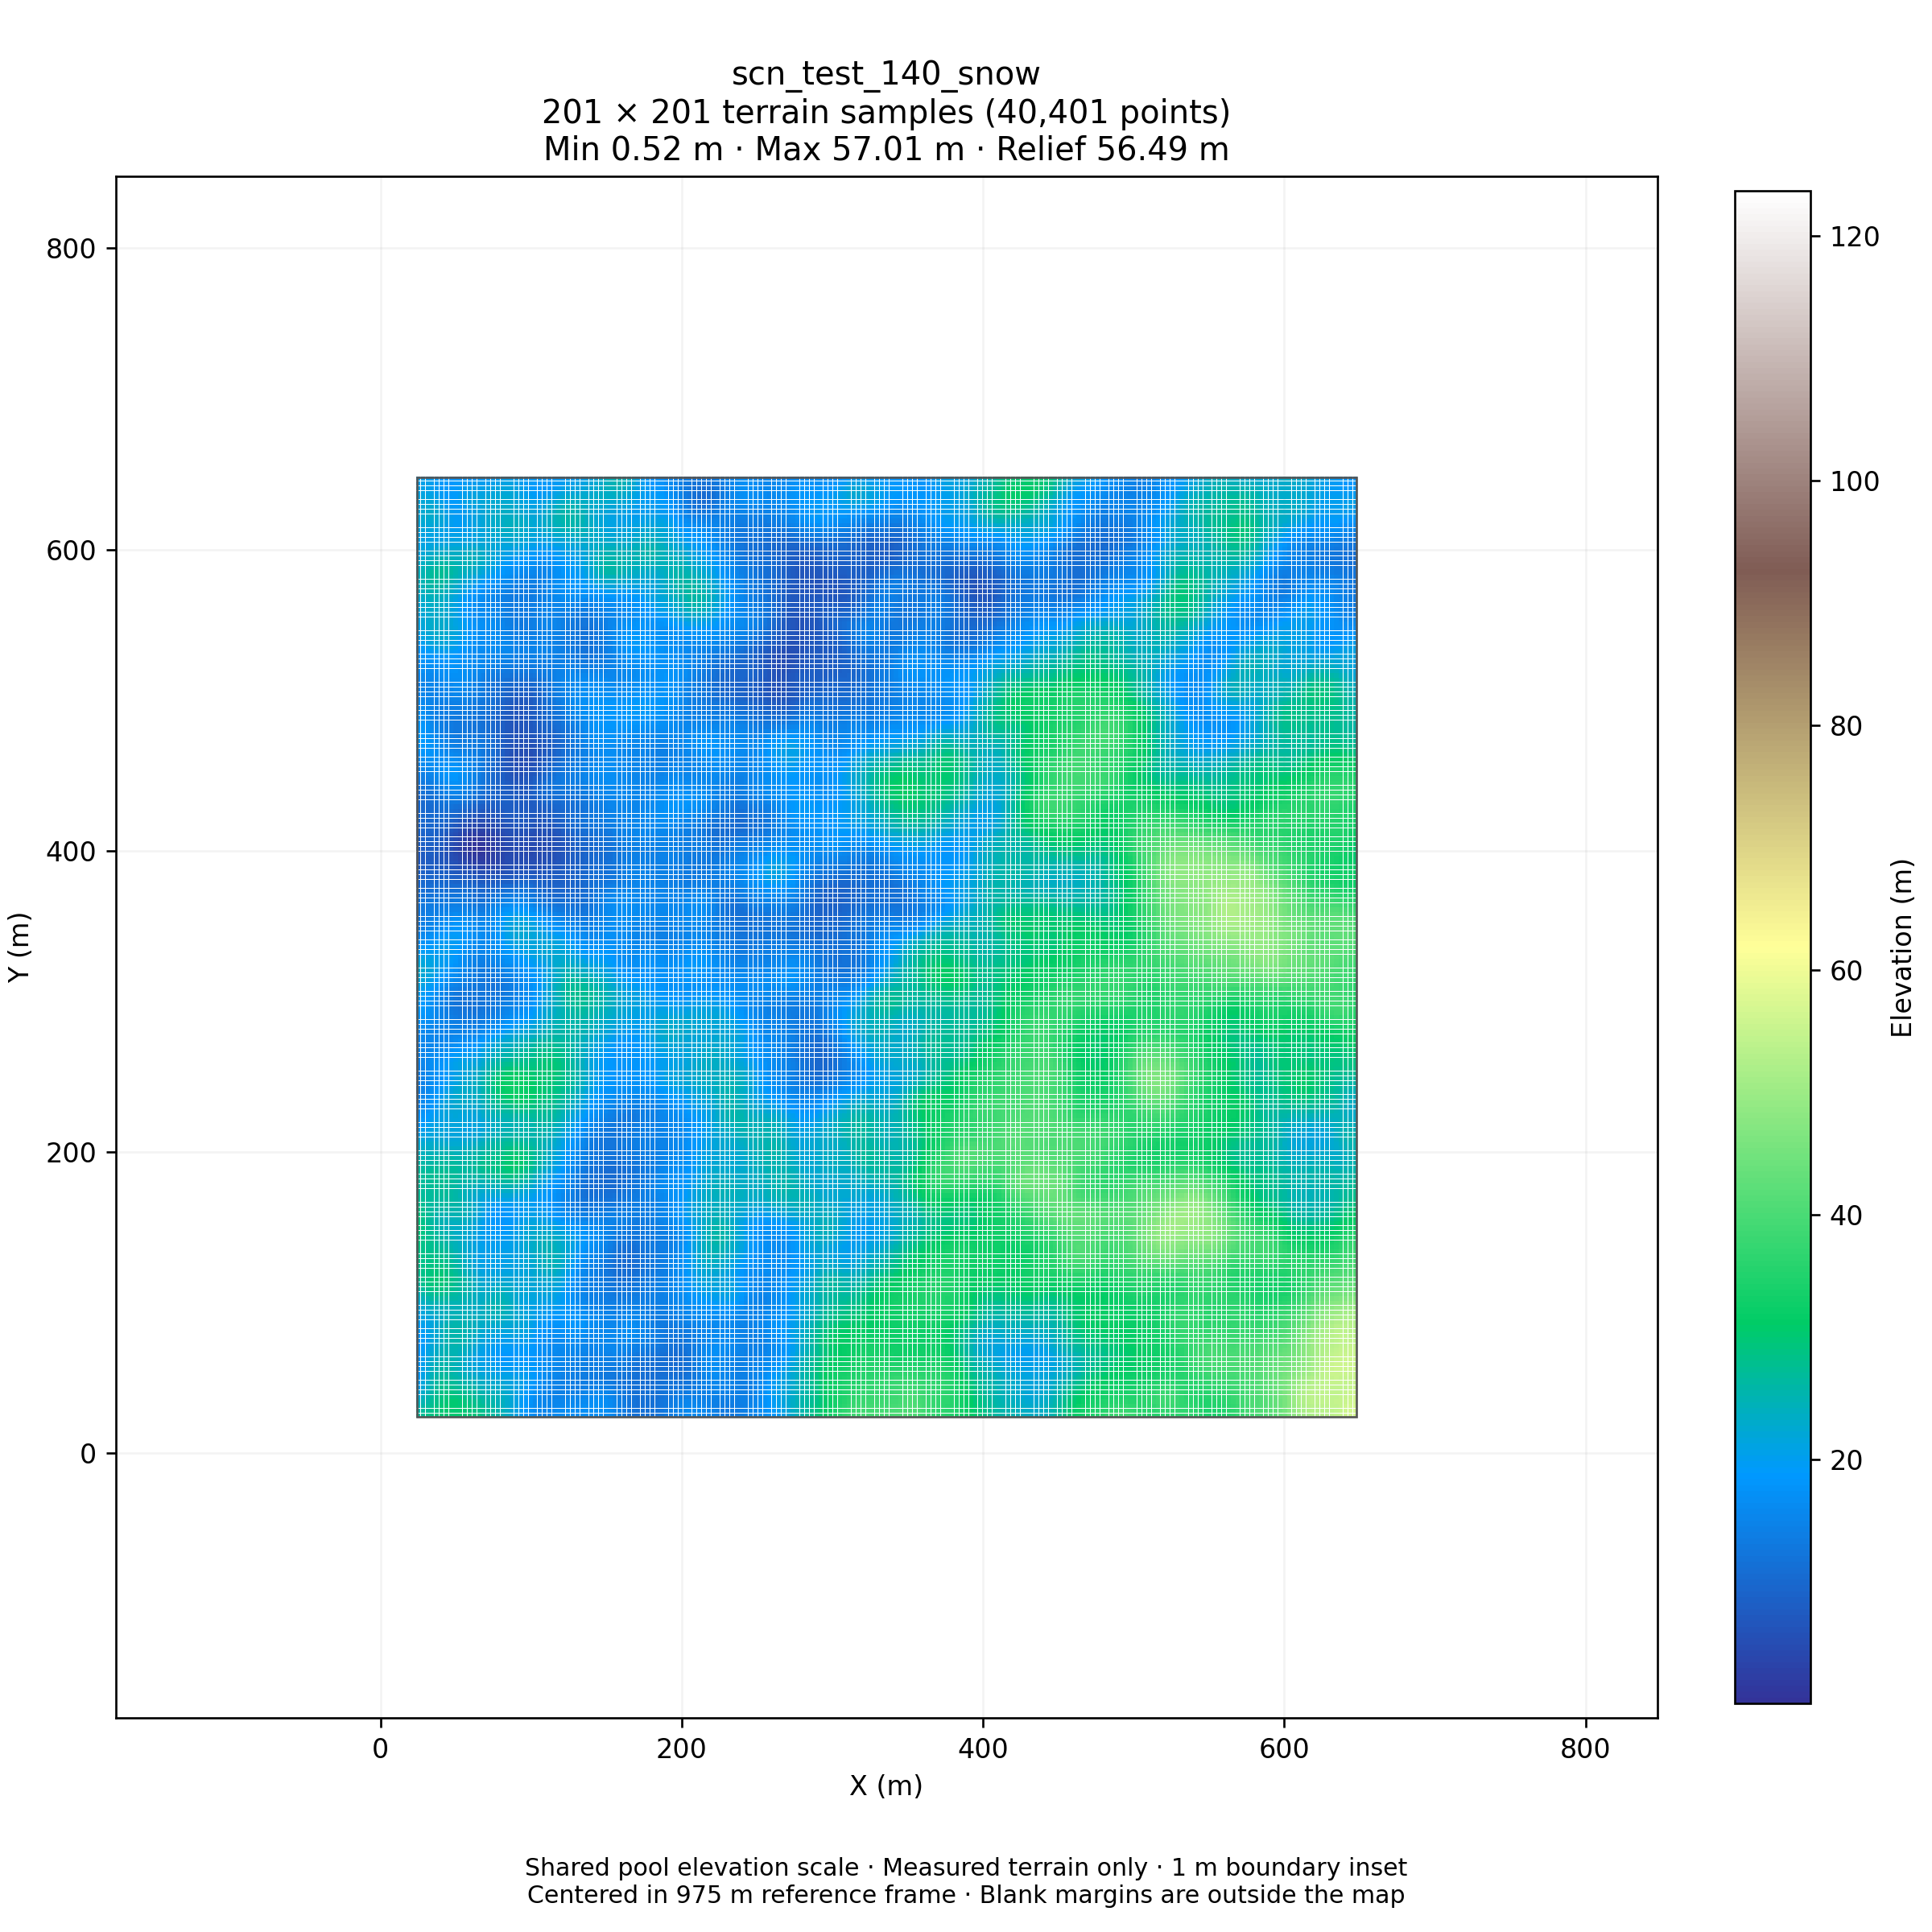 scn_test_140_snow
201 × 201 terrain samples (40,401 points)
Min 0.52 m · Max 57.01 m · Relief 56.49 m
800
600
400
200
0
Y (m)
0
200
400
600
800
X (m)
120
100
80
60
40
20
Elevation (m)
Shared pool elevation scale · Measured terrain only · 1 m boundary inset
Centered in 975 m reference frame · Blank margins are outside the map